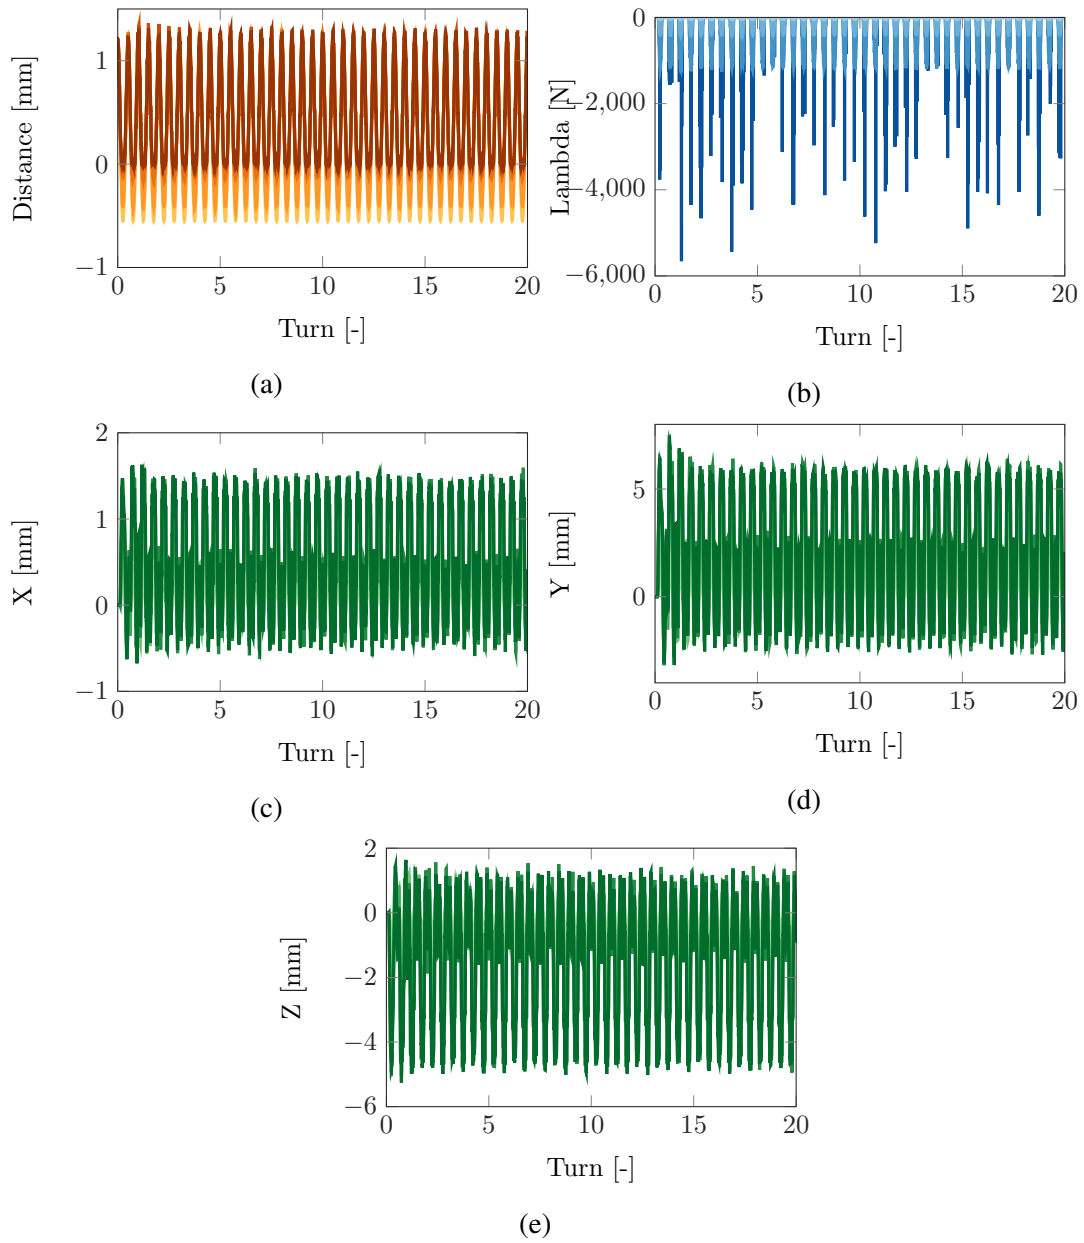 1
0
−1
Distance [mm]
0 5 10 15 20
Turn [-]
(a)
0
−2,000
−4,000
−6,000
Lambda [N]
0 5 10 15 20
Turn [-]
(b)
2
1
0
−1
X [mm]
0 5 10 15 20
Turn [-]
(c)
5
0
Y [mm]
0 5 10 15 20
Turn [-]
(d)
2
0
−2
−4
−6
Z [mm]
0 5 10 15 20
Turn [-]
(e)